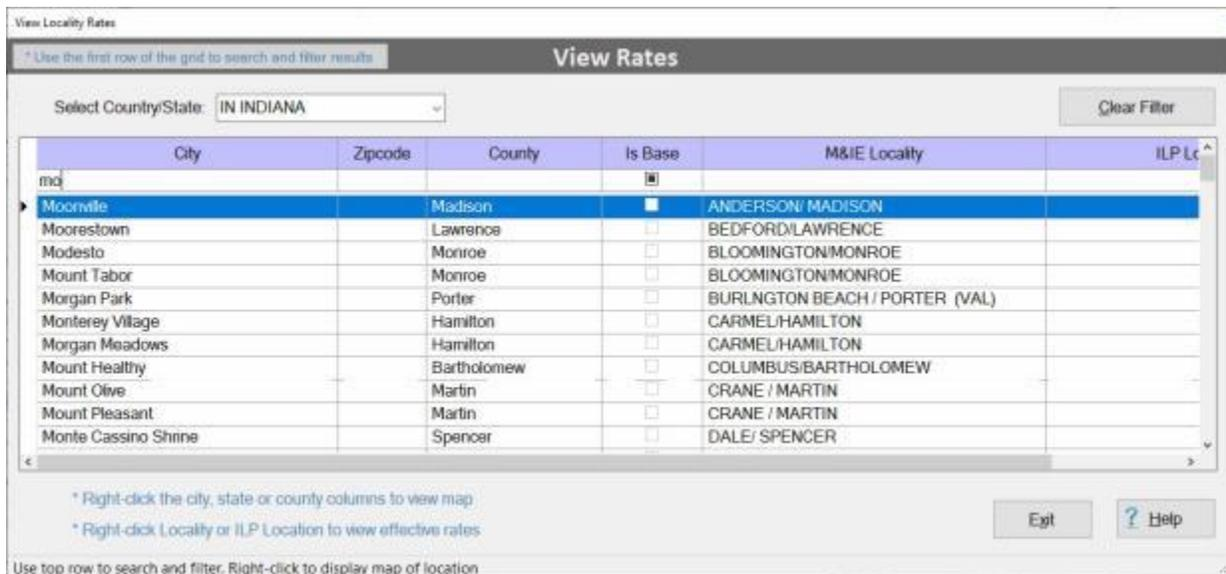 View Locality Rates
* Use the first row of the grid to search and filter results
View Rates
Select Country/State: IN INDIANA
Clear Filter
City Zipcode County Is Base M&IE Locality ILP Lo
mo
Moonville Madison ANDERSON/ MADISON
Moorestown Lawrence BEDFORD/LAWRENCE
Modesto Monroe BLOOMINGTON/MONROE
Mount Tabor Monroe BLOOMINGTON/MONROE
Morgan Park Porter BURLNGTON BEACH / PORTER (VAL)
Monterey Village Hamilton CARMEL/HAMILTON
Morgan Meadows Hamilton CARMEL/HAMILTON
Mount Healthy Bartholomew COLUMBUS/BARTHOLOMEW
Mount Olive Martin CRANE / MARTIN
Mount Pleasant Martin CRANE / MARTIN
Monte Cassino Shrine Spencer DALE/ SPENCER
* Right-click the city, state or county columns to view map
* Right-click Locality or ILP Location to view effective rates
Exit
? Help
Use top row to search and filter. Right-click to display map of location